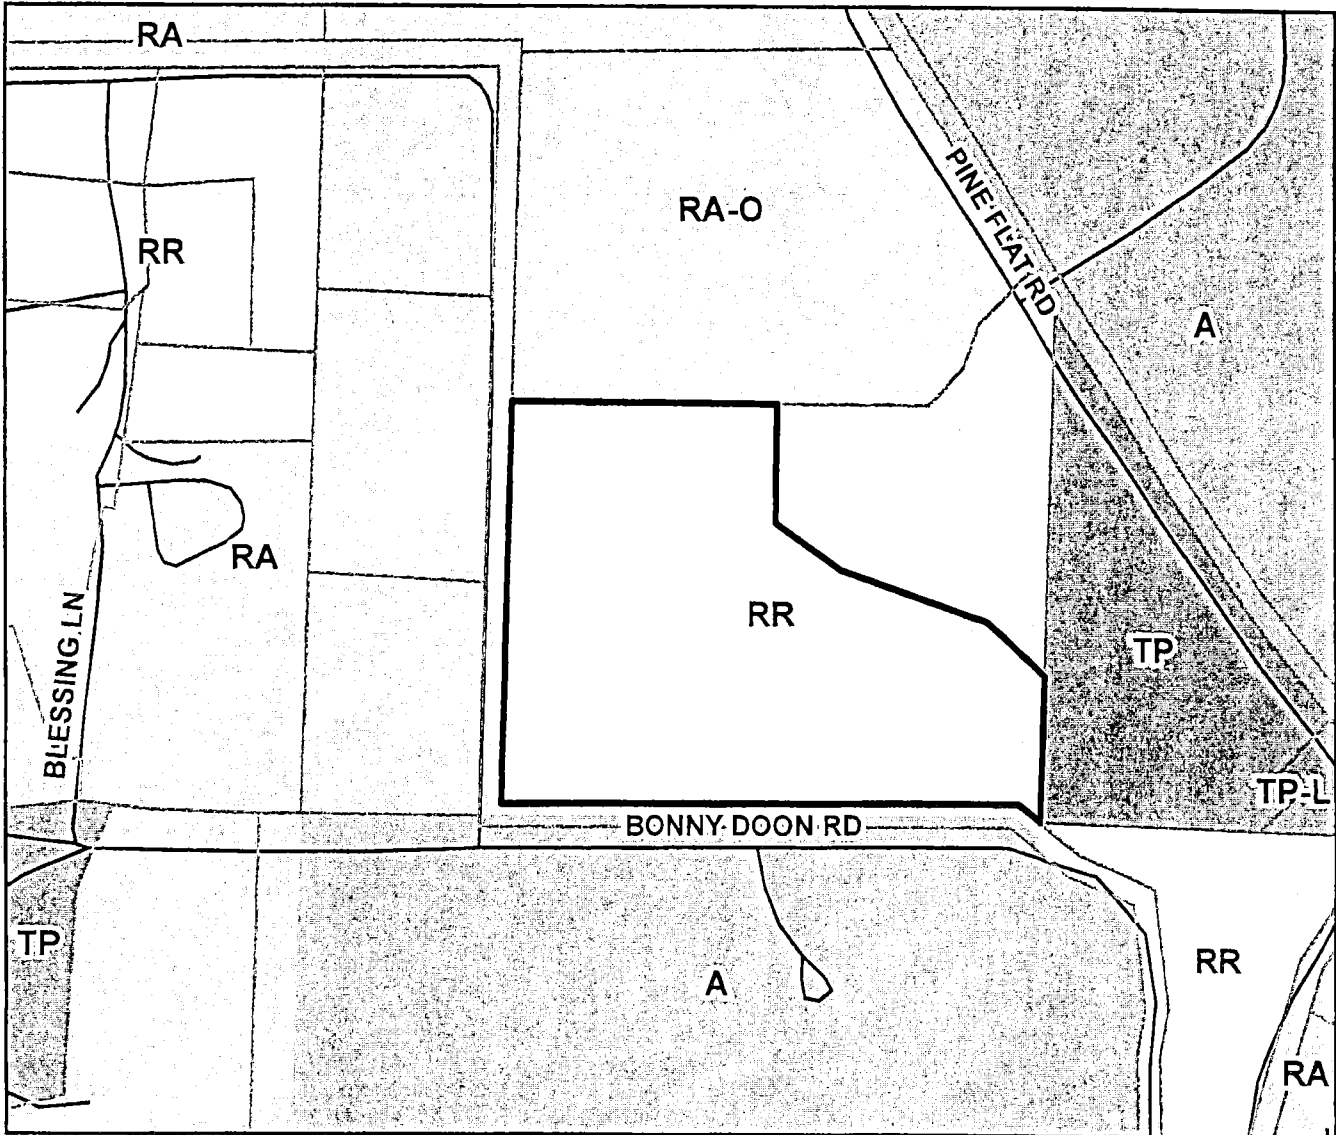 RA
RA-O
PINE FLAT RD
RR
A
RA
RR
TP
BLESSING LN
TP-L
BONNY DOON RD
TP
A
RR
RA